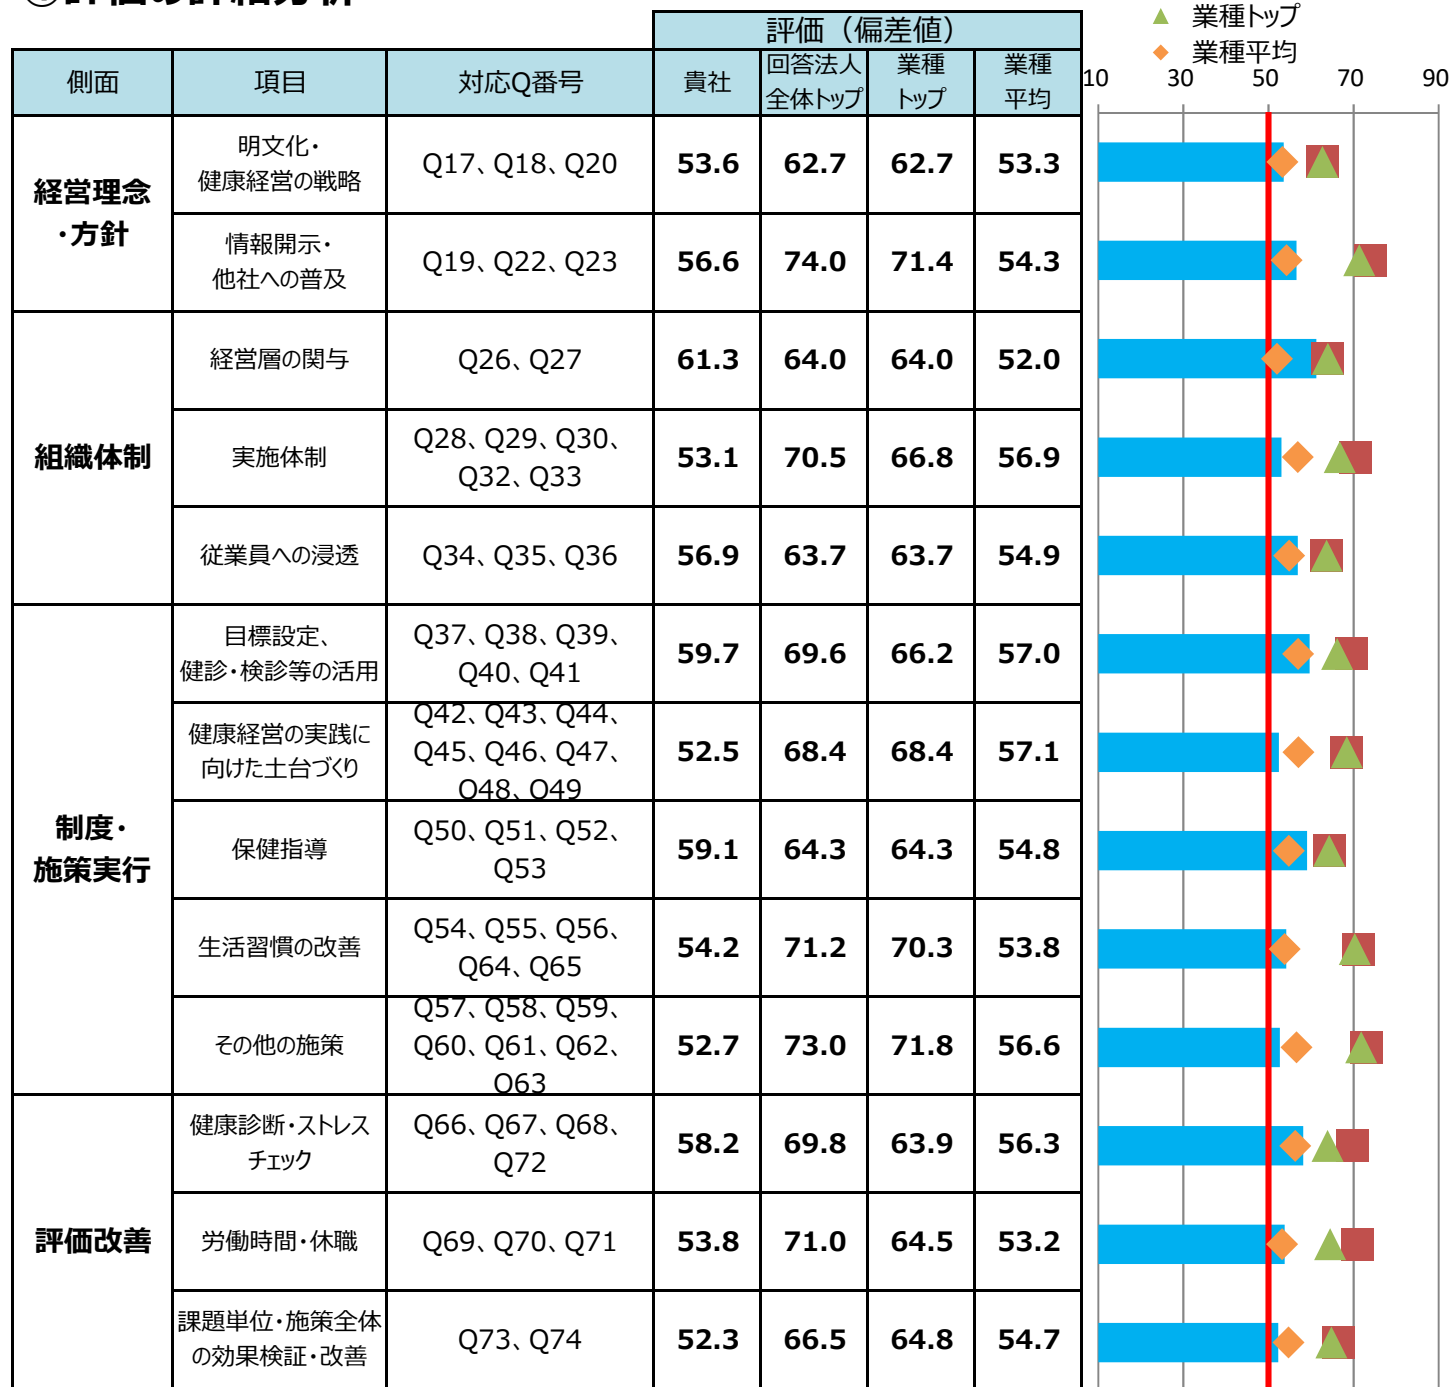 ①評価の詳細分析
▲ 業種トップ
◆ 業種平均
評価（偏差値）
側面 項目 対応Q番号 貴社 回答法人全体トップ 業種トップ 業種平均
10 30 50 70 90
経営理念・方針
明文化・健康経営の戦略 Q17、Q18、Q20 53.6 62.7 62.7 53.3
情報開示・他社への普及 Q19、Q22、Q23 56.6 74.0 71.4 54.3
組織体制
経営層の関与 Q26、Q27 61.3 64.0 64.0 52.0
実施体制 Q28、Q29、Q30、Q32、Q33 53.1 70.5 66.8 56.9
従業員への浸透 Q34、Q35、Q36 56.9 63.7 63.7 54.9
制度・施策実行
目標設定、健診・検診等の活用 Q37、Q38、Q39、Q40、Q41 59.7 69.6 66.2 57.0
健康経営の実践に向けた土台づくり Q42、Q43、Q44、Q45、Q46、Q47、Q48、Q49 52.5 68.4 68.4 57.1
保健指導 Q50、Q51、Q52、Q53 59.1 64.3 64.3 54.8
生活習慣の改善 Q54、Q55、Q56、Q64、Q65 54.2 71.2 70.3 53.8
その他の施策 Q57、Q58、Q59、Q60、Q61、Q62、Q63 52.7 73.0 71.8 56.6
評価改善
健康診断・ストレスチェック Q66、Q67、Q68、Q72 58.2 69.8 63.9 56.3
労働時間・休職 Q69、Q70、Q71 53.8 71.0 64.5 53.2
課題単位・施策全体の効果検証・改善 Q73、Q74 52.3 66.5 64.8 54.7